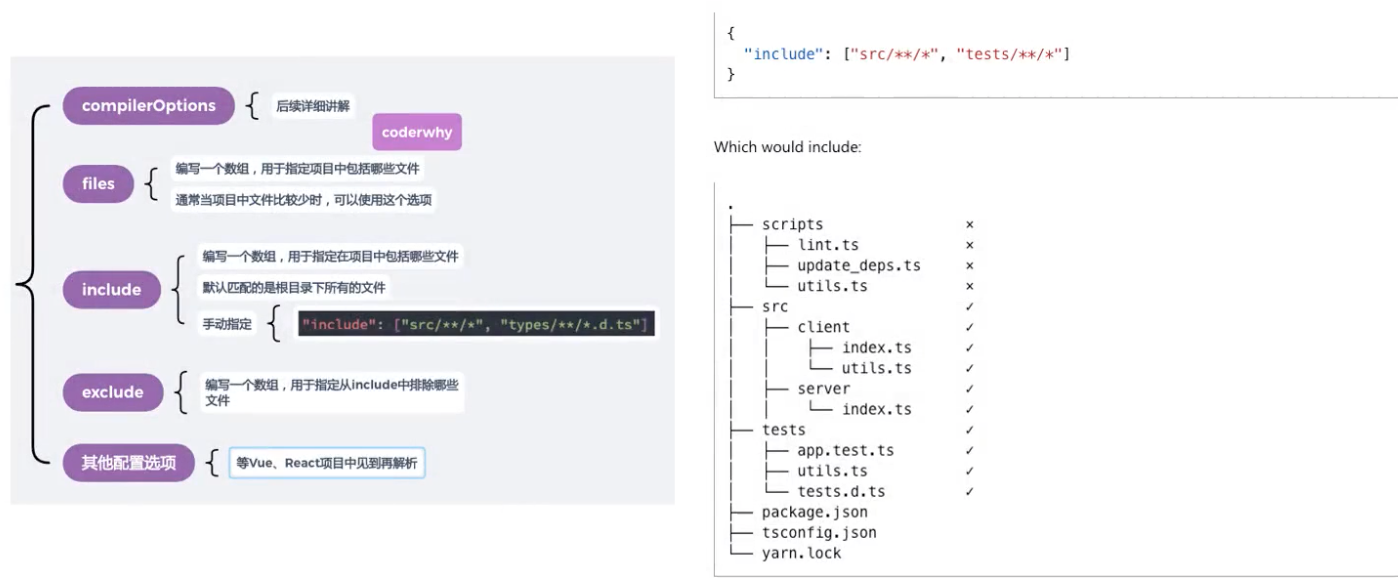 compilerOptions
后续详细讲解
coderwhy
files
编写一个数组，用于指定项目中包括哪些文件
通常当项目中文件比较少时，可以使用这个选项
include
编写一个数组，用于指定在项目中包括哪些文件
默认匹配的是根目录下所有的文件
手动指定
"include": ["src/**/*", "types/**/*.d.ts"]
exclude
编写一个数组，用于指定从include中排除哪些
文件
其他配置选项
等Vue、React项目中见到再解析
{
  "include": ["src/**/*", "tests/**/*"]
}
Which would include:
.
├── scripts                ×
│   ├── lint.ts            ×
│   ├── update_deps.ts     ×
│   └── utils.ts           ×
├── src                    ✓
│   ├── client             ✓
│   │    ├── index.ts      ✓
│   │    └── utils.ts      ✓
│   ├── server             ✓
│   │    └── index.ts      ✓
├── tests                  ✓
│   ├── app.test.ts        ✓
│   ├── utils.ts           ✓
│   └── tests.d.ts         ✓
├── package.json
├── tsconfig.json
└── yarn.lock